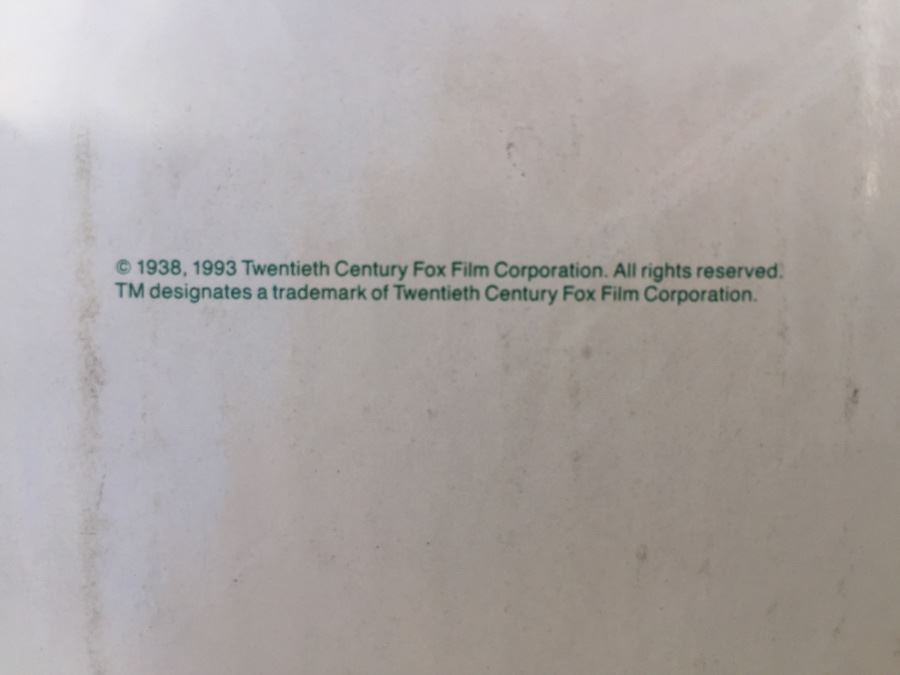 © 1938, 1993 Twentieth Century Fox Film Corporation. All rights reserved.
TM designates a trademark of Twentieth Century Fox Film Corporation.